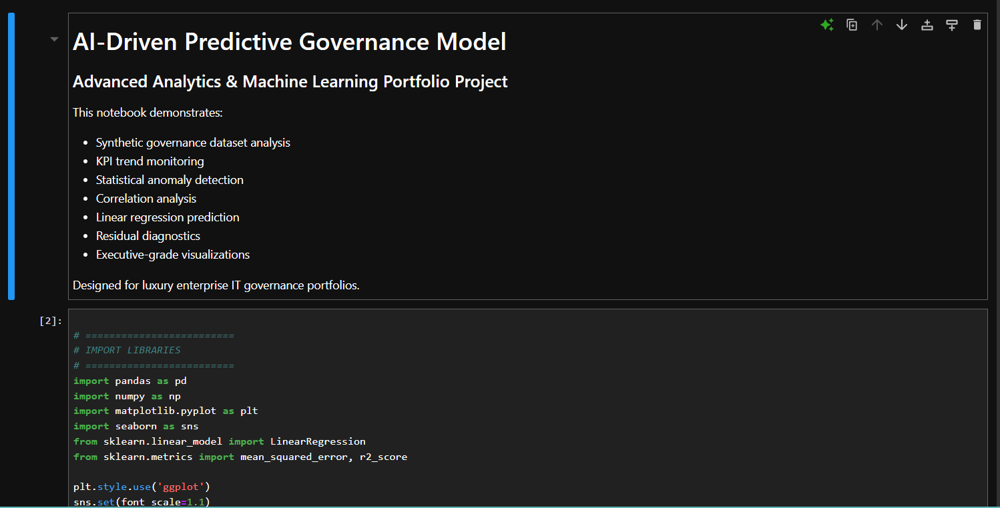 AI-Driven Predictive Governance Model
Advanced Analytics & Machine Learning Portfolio Project
This notebook demonstrates:
• Synthetic governance dataset analysis
• KPI trend monitoring
• Statistical anomaly detection
• Correlation analysis
• Linear regression prediction
• Residual diagnostics
• Executive-grade visualizations
Designed for luxury enterprise IT governance portfolios.
[2]:
# =========================
# IMPORT LIBRARIES
# =========================
import pandas as pd
import numpy as np
import matplotlib.pyplot as plt
import seaborn as sns
from sklearn.linear_model import LinearRegression
from sklearn.metrics import mean_squared_error, r2_score
plt.style.use('ggplot')
sns.set(font_scale=1.1)